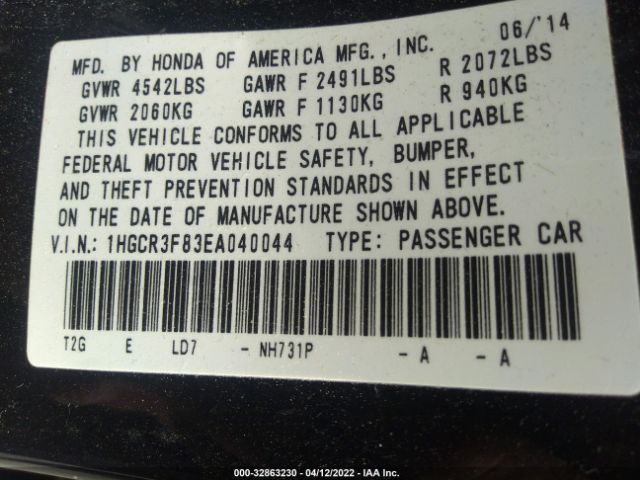 MFD. BY HONDA OF AMERICA MFG., INC. 06/'14
GVWR 4542LBS GAWR F 2491LBS R 2072LBS
GVWR 2060KG GAWR F 1130KG R 940KG
THIS VEHICLE CONFORMS TO ALL APPLICABLE
FEDERAL MOTOR VEHICLE SAFETY, BUMPER,
AND THEFT PREVENTION STANDARDS IN EFFECT
ON THE DATE OF MANUFACTURE SHOWN ABOVE.
V.I.N.: 1HGCR3F83EA040044 TYPE: PASSENGER CAR
T2G E LD7 - NH731P - A - A
000-32863230 - 04/12/2022 - IAA Inc.